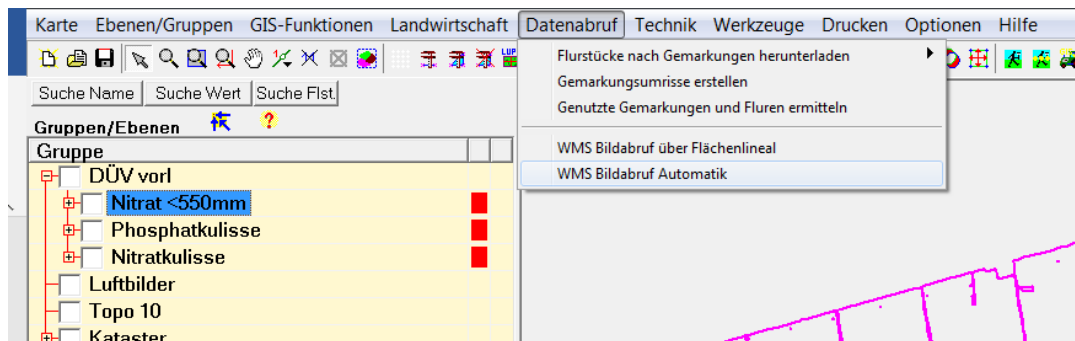 Karte Ebenen/Gruppen GIS-Funktionen Landwirtschaft Datenabruf Technik Werkzeuge Drucken Optionen Hilfe
LUP
Flurstücke nach Gemarkungen herunterladen
Gemarkungsumrisse erstellen
Genutzte Gemarkungen und Fluren ermitteln
WMS Bildabruf über Flächenlineal
WMS Bildabruf Automatik
Suche Name Suche Wert Suche Flst.
Gruppen/Ebenen ?
Gruppe
DÜV vorl
Nitrat <550mm
Phosphatkulisse
Nitratkulisse
Luftbilder
Topo 10
Kataster